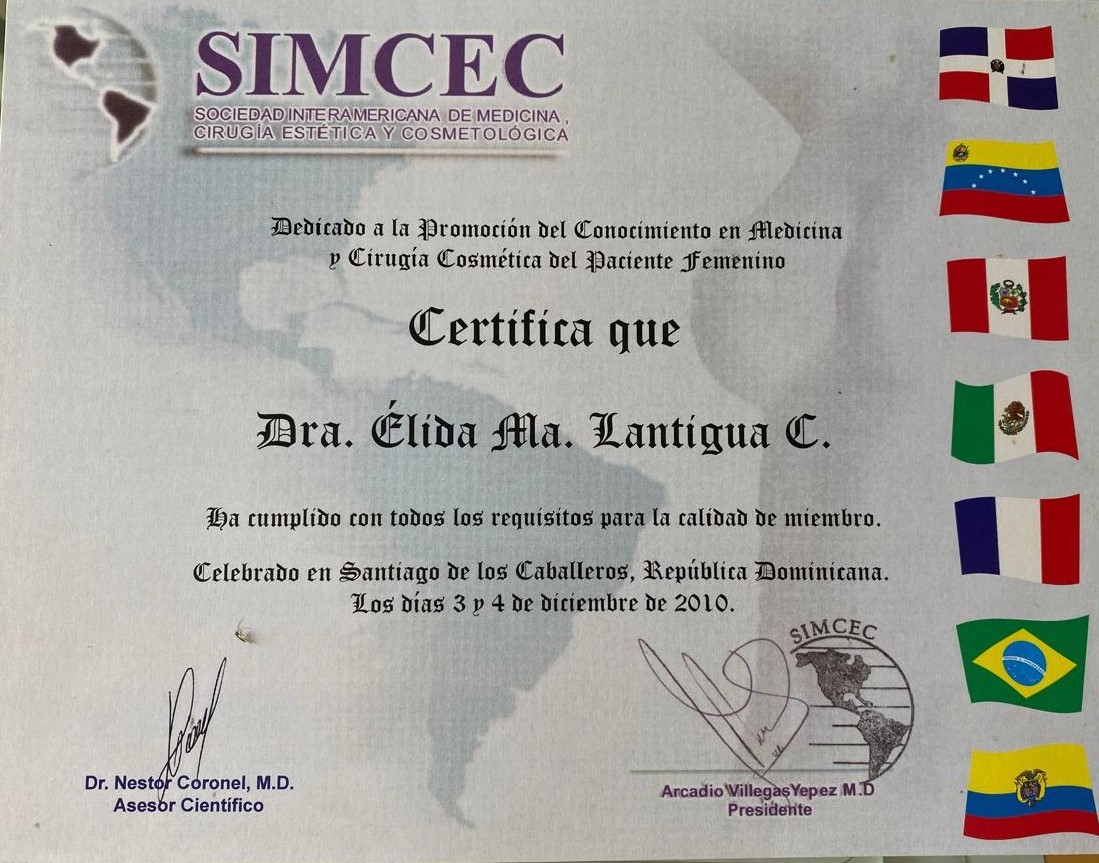 SIMCEC
SOCIEDAD INTERAMERICANA DE MEDICINA,
CIRUGÍA ESTÉTICA Y COSMETOLÓGICA
Dedicado a la Promoción del Conocimiento en Medicina
y Cirugía Cosmética del Paciente Femenino
Certifica que
Dra. Élida Ma. Lantigua C.
Ha cumplido con todos los requisitos para la calidad de miembro.
Celebrado en Santiago de los Caballeros, República Dominicana.
Los días 3 y 4 de diciembre de 2010.
SIMCEC
Dr. Nestor Coronel, M.D.
Asesor Científico
Arcadio Villegas Yepez M.D
Presidente